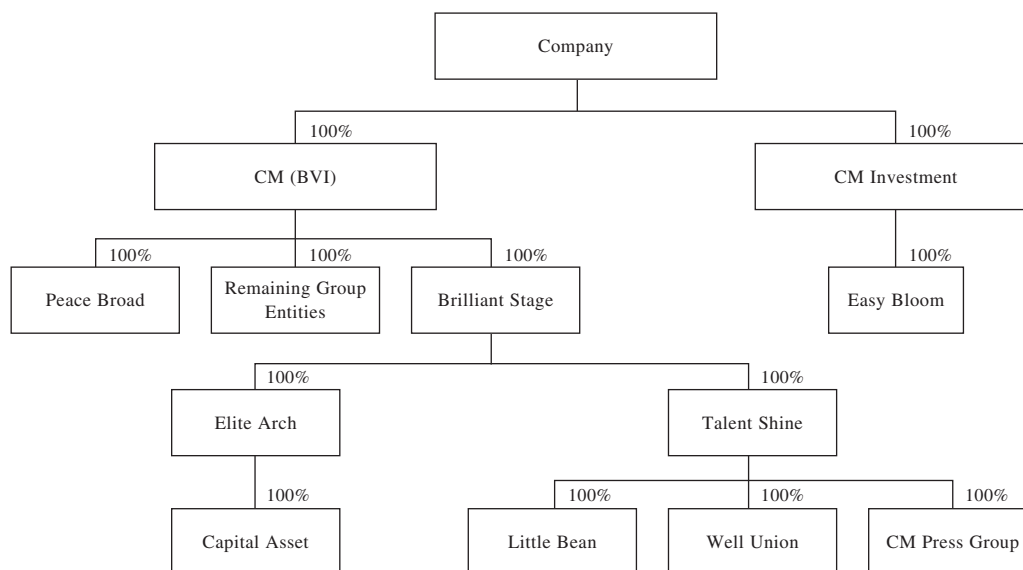 Company
100%
100%
CM (BVI)
CM Investment
100%
100%
100%
100%
Peace Broad
Remaining Group
Entities
Brilliant Stage
Easy Bloom
100%
100%
Elite Arch
Talent Shine
100%
100%
100%
100%
Capital Asset
Little Bean
Well Union
CM Press Group